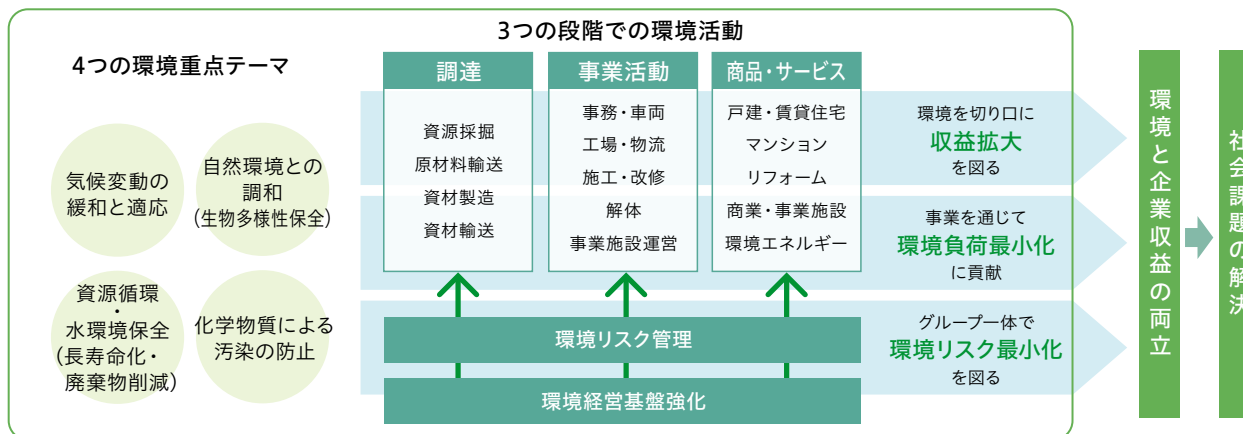 4つの環境重点テーマ
気候変動の
緩和と適応
自然環境との
調和
(生物多様性保全)
資源循環
・
水環境保全
(長寿命化・
廃棄物削減)
化学物質による
汚染の防止
3つの段階での環境活動
調達
資源採掘
原材料輸送
資材製造
資材輸送
事業活動
事務・車両
工場・物流
施工・改修
解体
事業施設運営
商品・サービス
戸建・賃貸住宅
マンション
リフォーム
商業・事業施設
環境エネルギー
環境リスク管理
環境経営基盤強化
環境を切り口に
収益拡大
を図る
事業を通じて
環境負荷最小化
に貢献
グループ一体で
環境リスク最小化
を図る
環境と企業収益の両立
社会課題の解決